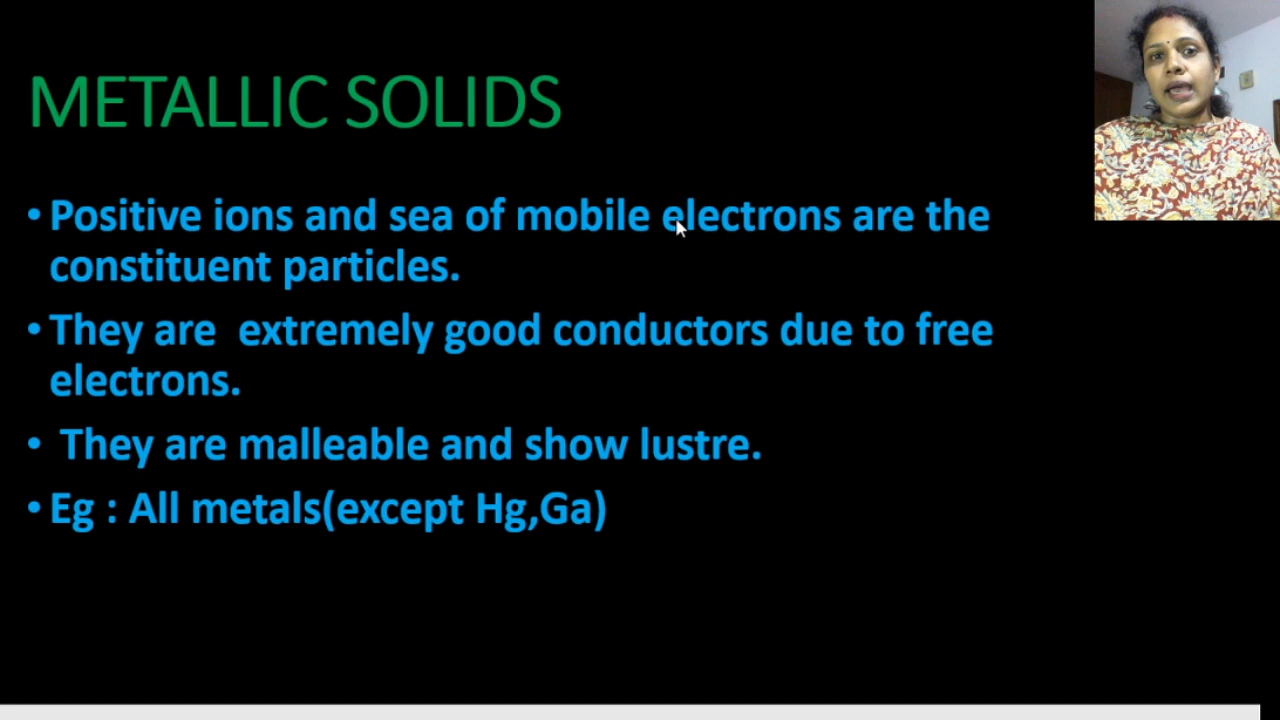 METALLIC SOLIDS
• Positive ions and sea of mobile electrons are the
constituent particles.
• They are  extremely good conductors due to free
electrons.
•  They are malleable and show lustre.
• Eg : All metals(except Hg,Ga)